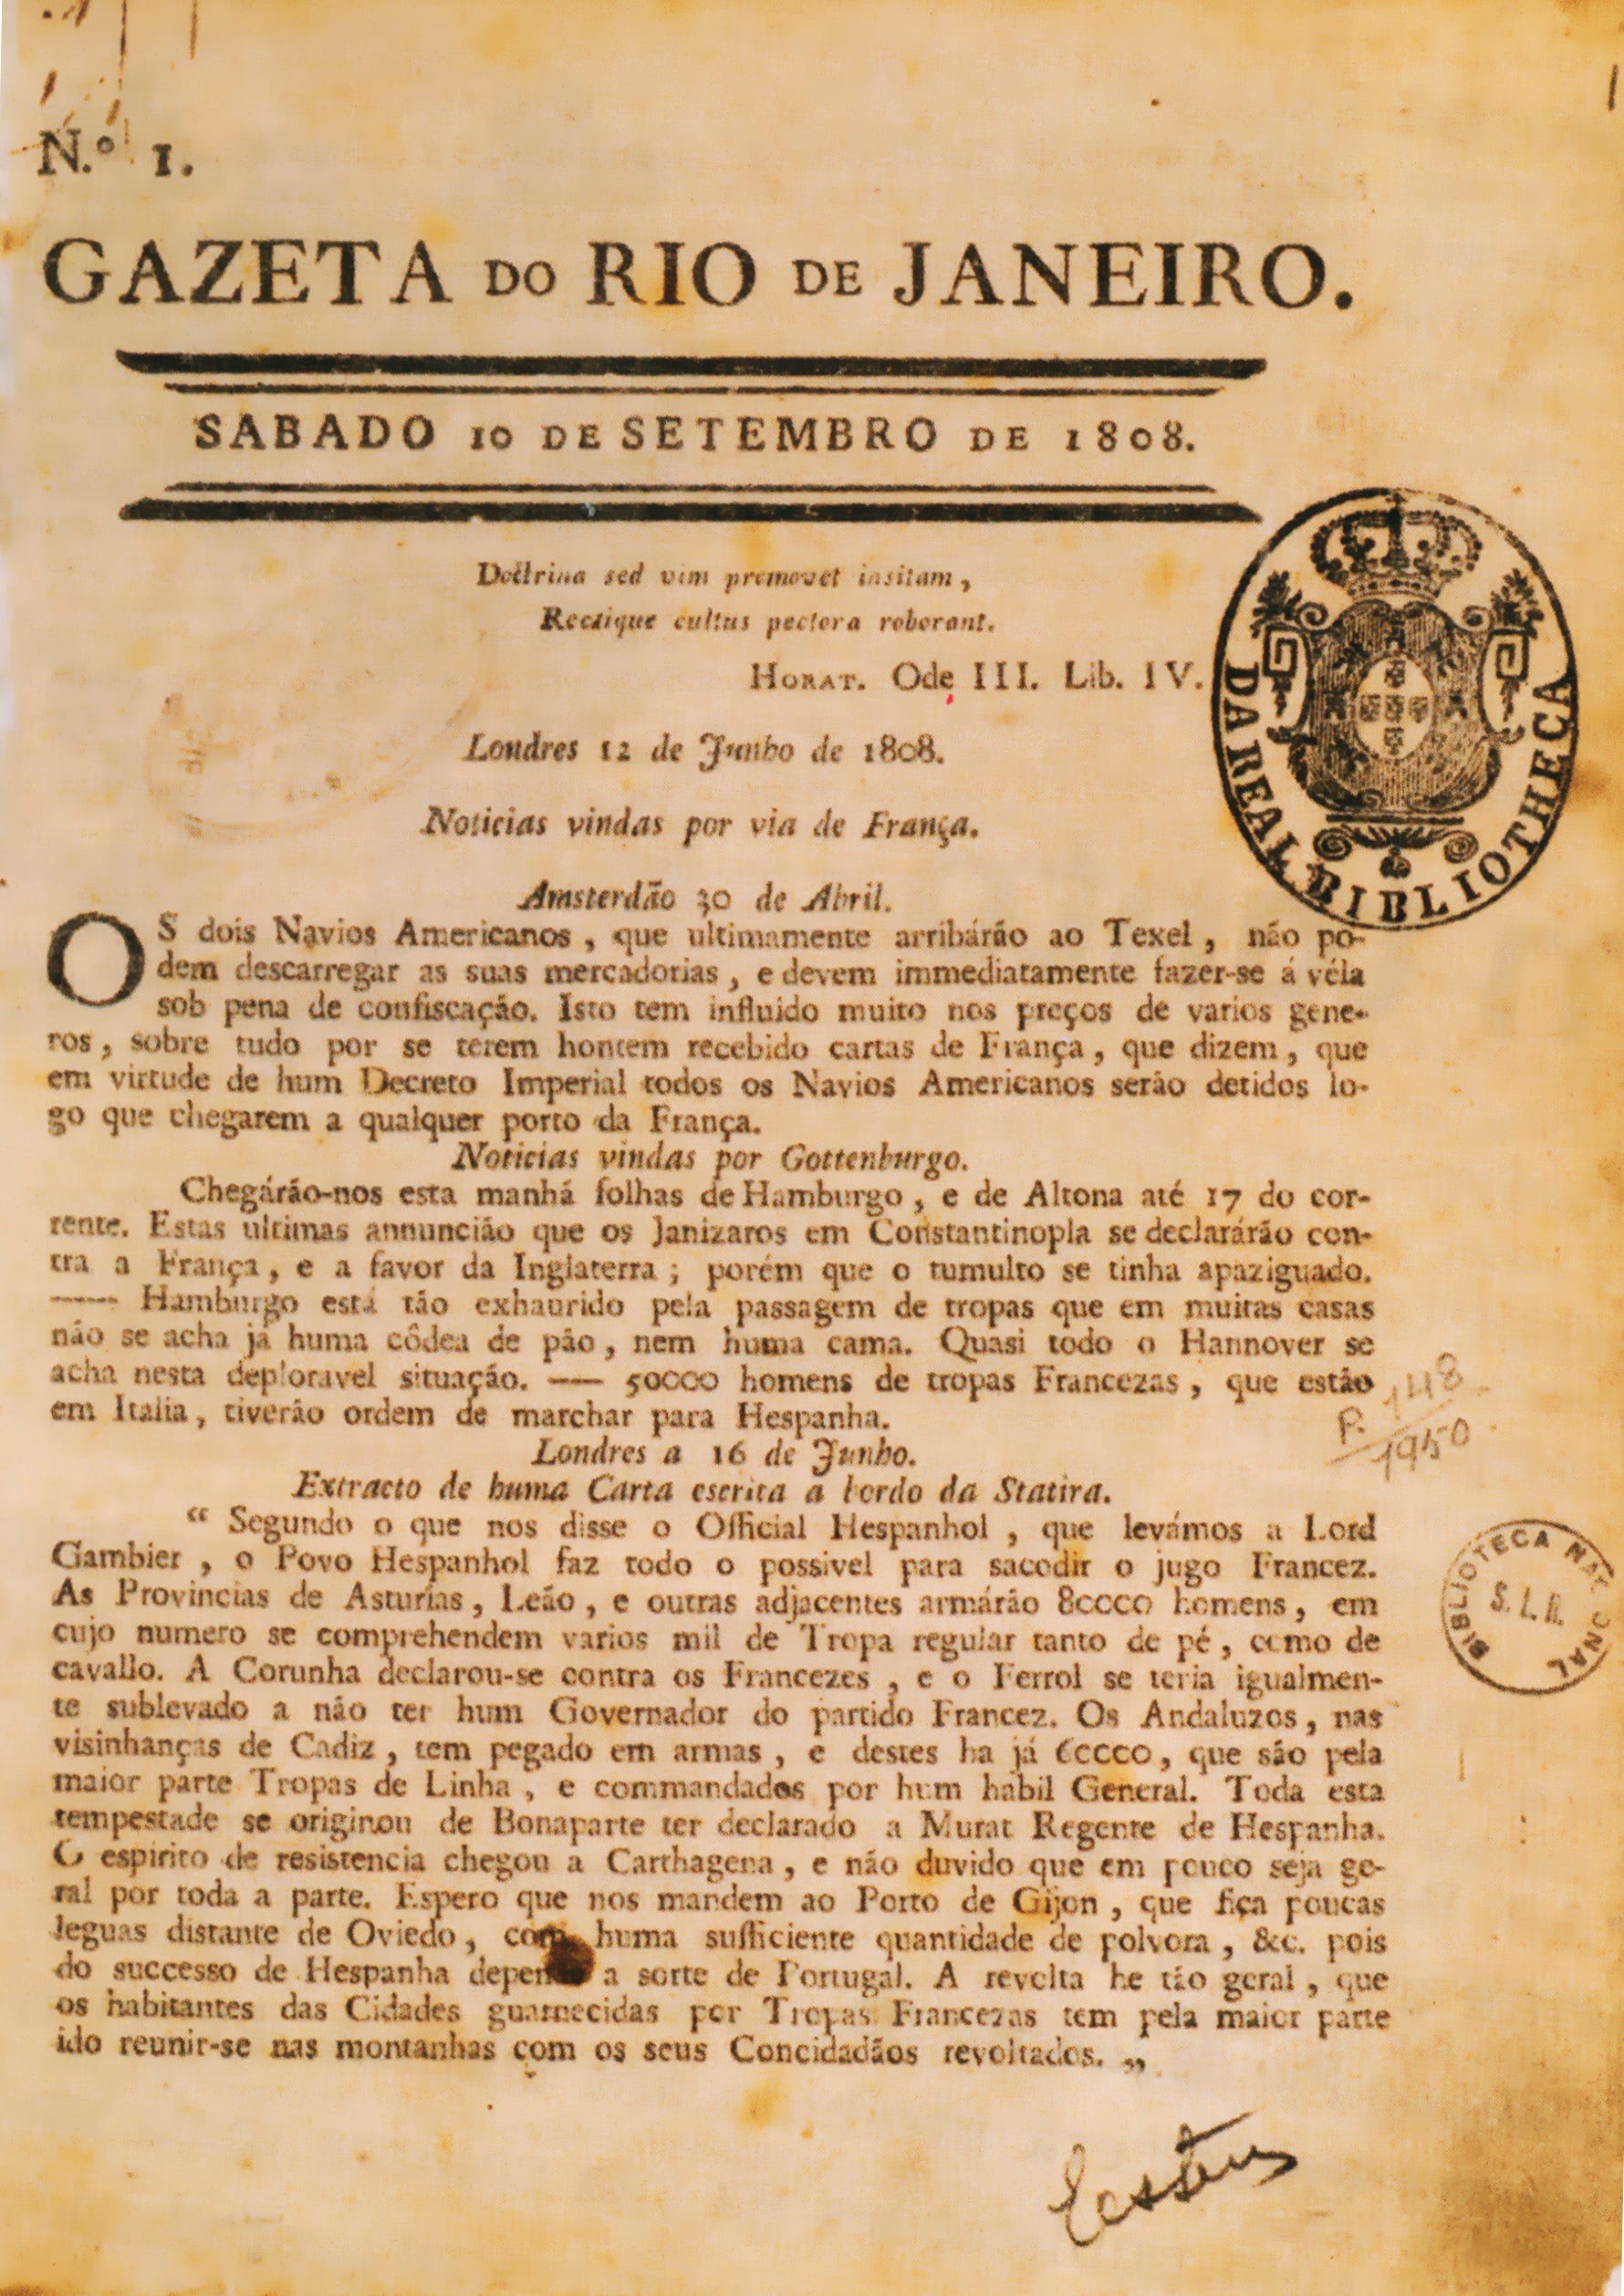 N.º 1.
GAZETA DO RIO DE JANEIRO.
SABADO 10 DE SETEMBRO DE 1808.
Doctrina sed vim premovet insitam,
Rectique cultus pectora roborant.
HORAT. Ode III. Lib. IV.
DA REAL BIBLIOTHECA
Londres 12 de Junho de 1808.
Noticias vindas por via de França.
Amsterdão 30 de Abril.
OS dois Navios Americanos, que ultimamente arribárão ao Texel, não po-
dem descarregar as suas mercadorias, e devem immediatamente fazer-se á véla
sob pena de confiscação. Isto tem influido muito nos preços de varios gene-
ros, sobre tudo por se terem hontem recebido cartas de França, que dizem, que
em virtude de hum Decreto Imperial todos os Navios Americanos serão detidos lo-
go que chegarem a qualquer porto da França.
Noticias vindas por Gottenburgo.
Chegárão-nos esta manhá folhas de Hamburgo, e de Altona até 17 do cor-
rente. Estas ultimas annuncião que os Janizaros em Constantinopla se declarárão con-
tra a França, e a favor da Inglaterra; porém que o tumulto se tinha apaziguado.
—— Hamburgo está tão exhaurido pela passagem de tropas que em muitas casas
não se acha já huma côdea de pão, nem huma cama. Quasi todo o Hannover se
acha nesta deploravel situação. —— 50000 homens de tropas Francezas, que estão
em Italia, tiverão ordem de marchar para Hespanha.
P. 148
1950
Londres a 16 de Junho.
Extracto de huma Carta escrita a bordo da Statira.
“ Segundo o que nos disse o Official Hespanhol, que levámos a Lord
Gambier, o Povo Hespanhol faz todo o possivel para sacodir o jugo Francez.
As Provincias de Asturias, Leão, e outras adjacentes armárão 80000 homens, em
cujo numero se comprehendem varios mil de Tropa regular tanto de pé, como de
cavallo. A Corunha declarou-se contra os Francezes, e o Ferrol se teria igualmen-
te sublevado a não ter hum Governador do partido Francez. Os Andaluzos, nas
visinhanças de Cadiz, tem pegado em armas, e destes ha já 60000, que são pela
maior parte Tropas de Linha, e commandados por hum habil General. Toda esta
tempestade se originou de Bonaparte ter declarado a Murat Regente de Hespanha.
O espirito de resistencia chegou a Carthagena, e não duvido que em pouco seja ge-
ral por toda a parte. Espero que nos mandem ao Porto de Gijon, que fica poucas
leguas distante de Oviedo, com huma sufficiente quantidade de polvora, &c. pois
do successo de Hespanha depende a sorte de Portugal. A revolta he tão geral, que
os habitantes das Cidades guarnecidas por Tropas Francezas tem pela maior parte
ido reunir-se nas montanhas com os seus Concidadãos revoltados. „
BIBLIOTECA NACIONAL
S.L.R.